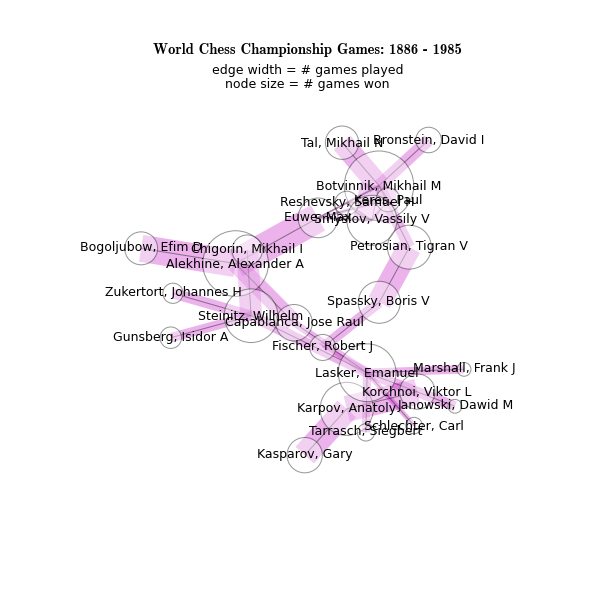 World Chess Championship Games: 1886 - 1985
edge width = # games played
node size = # games won
Tal, Mikhail N
Bronstein, David I
Botvinnik, Mikhail M
Keres, Paul
Reshevsky, Samuel H
Euwe, Max
Smyslov, Vassily V
Petrosian, Tigran V
Bogoljubow, Efim D
Chigorin, Mikhail I
Alekhine, Alexander A
Zukertort, Johannes H
Spassky, Boris V
Steinitz, Wilhelm
Capablanca, Jose Raul
Gunsberg, Isidor A
Fischer, Robert J
Marshall, Frank J
Lasker, Emanuel
Korchnoi, Viktor L
Janowski, Dawid M
Karpov, Anatoly
Schlechter, Carl
Tarrasch, Siegbert
Kasparov, Gary